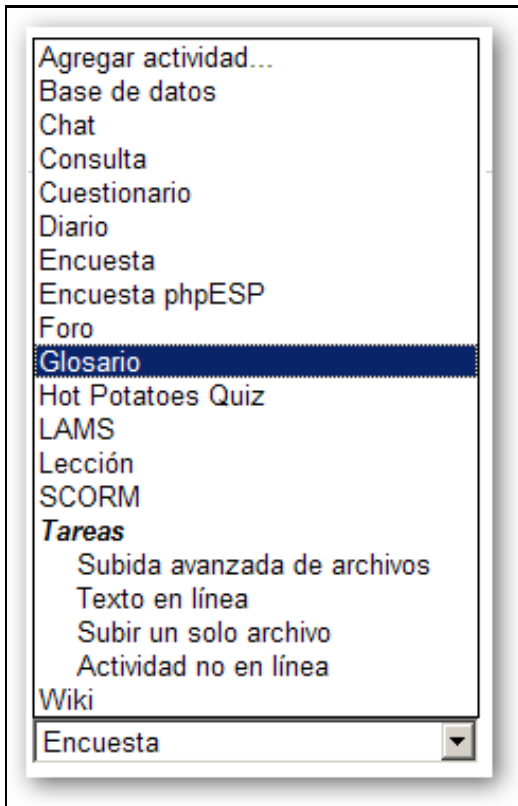 Agregar actividad...
Base de datos
Chat
Consulta
Cuestionario
Diario
Encuesta
Encuesta phpESP
Foro
Glosario
Hot Potatoes Quiz
LAMS
Lección
SCORM
Tareas
Subida avanzada de archivos
Texto en línea
Subir un solo archivo
Actividad no en línea
Wiki
Encuesta